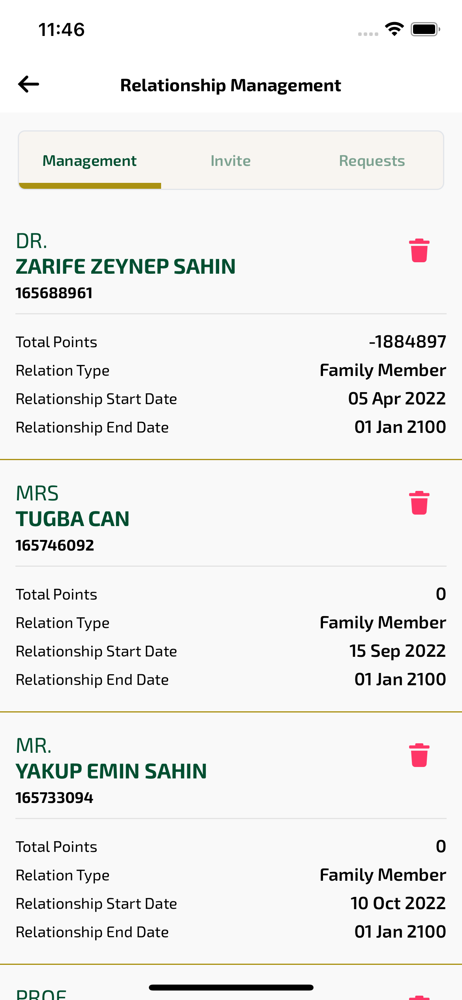 11:46
Relationship Management
Management Invite Requests
DR.
ZARIFE ZEYNEP SAHIN
165688961
Total Points -1884897
Relation Type Family Member
Relationship Start Date 05 Apr 2022
Relationship End Date 01 Jan 2100
MRS
TUGBA CAN
165746092
Total Points 0
Relation Type Family Member
Relationship Start Date 15 Sep 2022
Relationship End Date 01 Jan 2100
MR.
YAKUP EMIN SAHIN
165733094
Total Points 0
Relation Type Family Member
Relationship Start Date 10 Oct 2022
Relationship End Date 01 Jan 2100
PROF